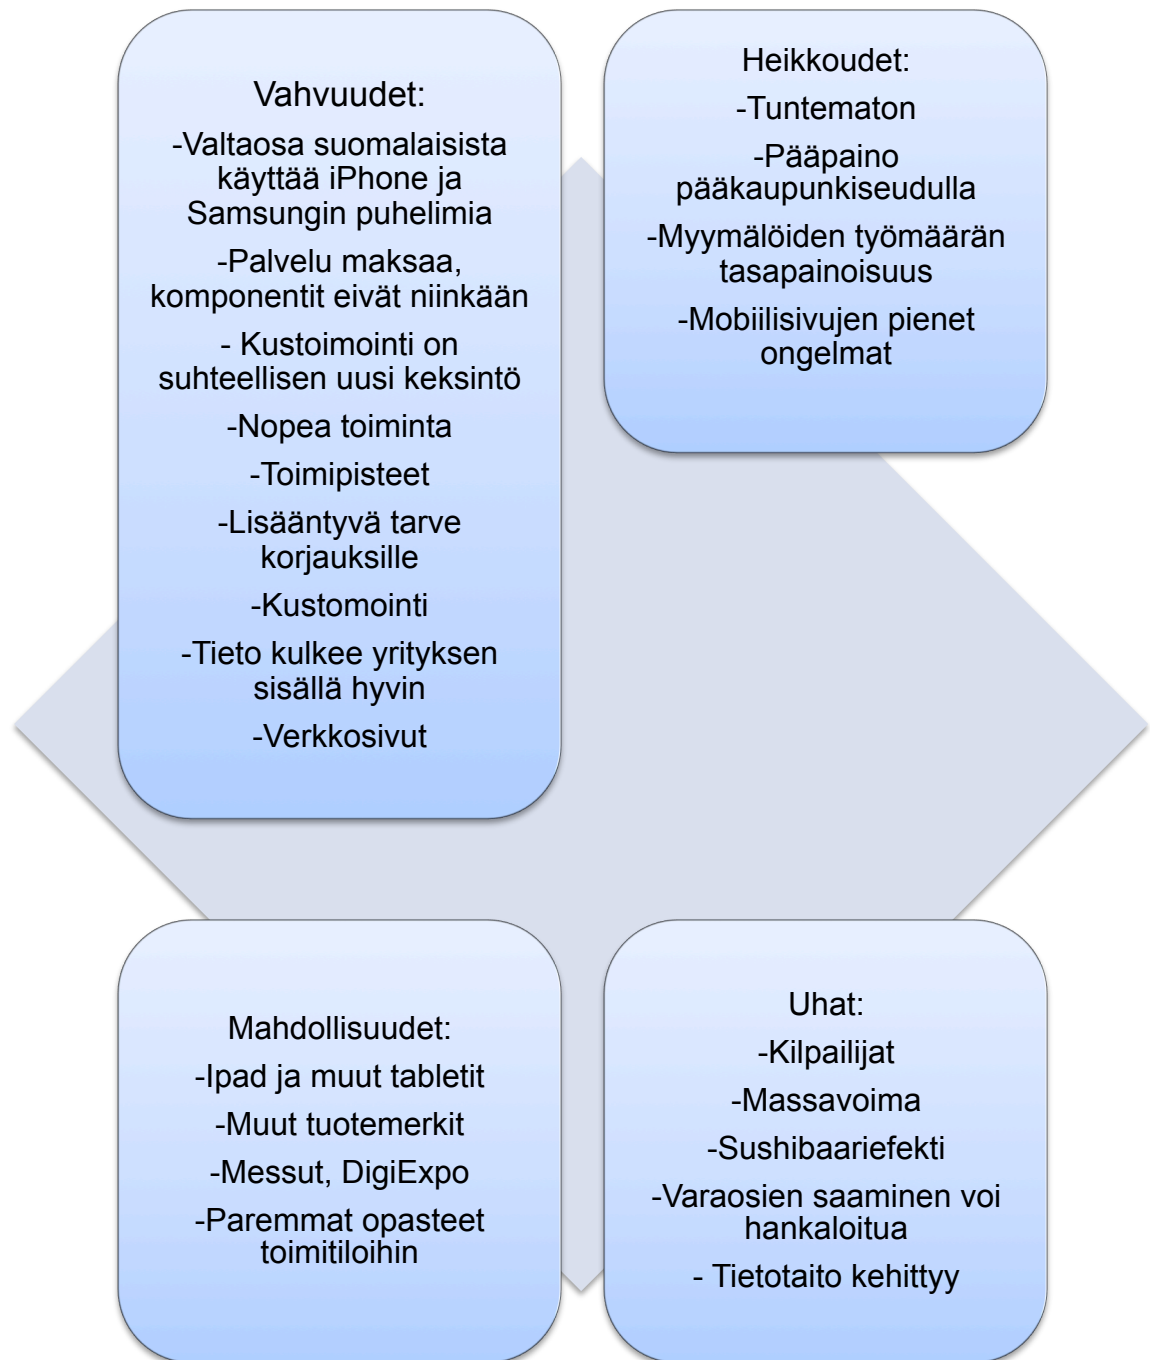 Vahvuudet:
-Valtaosa suomalaisista
käyttää iPhone ja
Samsungin puhelimia
-Palvelu maksaa,
komponentit eivät niinkään
- Kustoimointi on
suhteellisen uusi keksintö
-Nopea toiminta
-Toimipisteet
-Lisääntyvä tarve
korjauksille
-Kustomointi
-Tieto kulkee yrityksen
sisällä hyvin
-Verkkosivut
Heikkoudet:
-Tuntematon
-Pääpaino
pääkaupunkiseudulla
-Myymälöiden työmäärän
tasapainoisuus
-Mobiilisivujen pienet
ongelmat
Mahdollisuudet:
-Ipad ja muut tabletit
-Muut tuotemerkit
-Messut, DigiExpo
-Paremmat opasteet
toimitiloihin
Uhat:
-Kilpailijat
-Massavoima
-Sushibaariefekti
-Varaosien saaminen voi
hankaloitua
- Tietotaito kehittyy